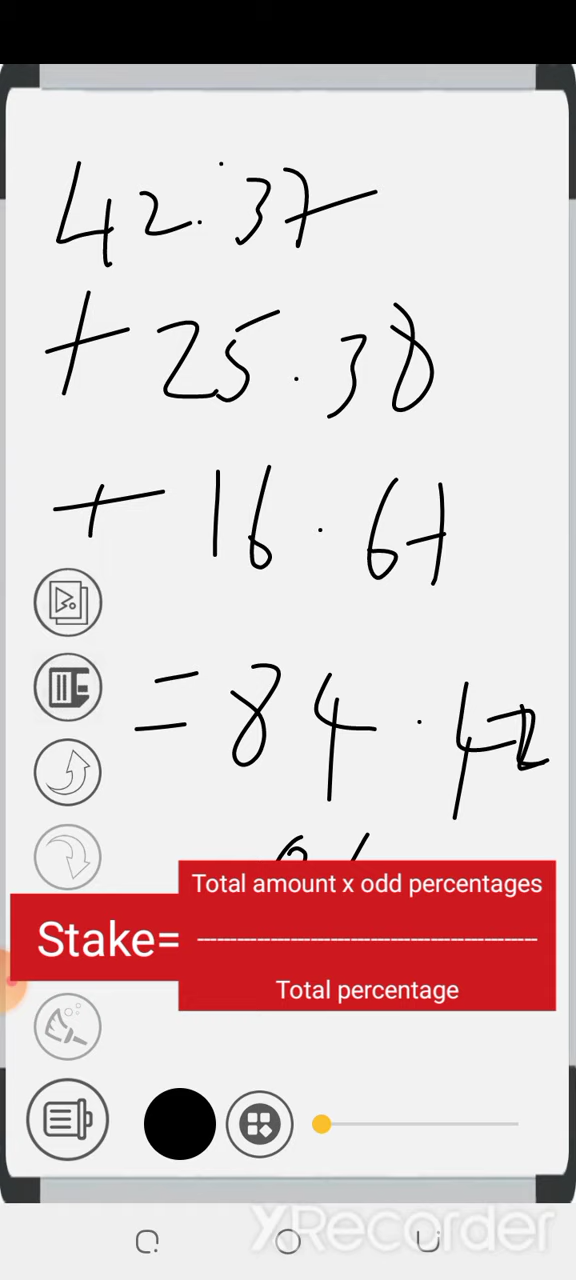 42.37
+ 25.38
+ 16.67
= 84.42
Total amount x odd percentages
Stake=
Total percentage
XRecorder